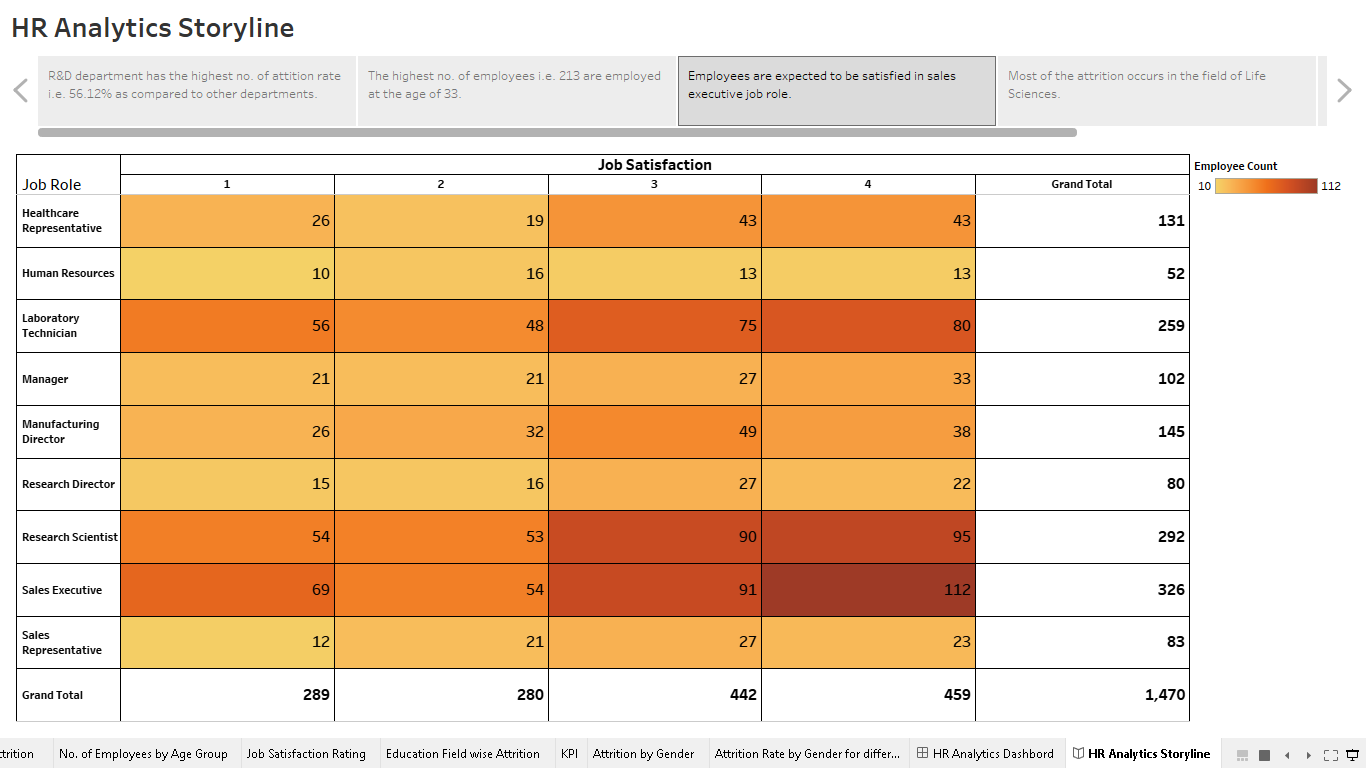 HR Analytics Storyline
R&D department has the highest no. of attition rate
i.e. 56.12% as compared to other departments.
The highest no. of employees i.e. 213 are employed
at the age of 33.
Employees are expected to be satisfied in sales
executive job role.
Most of the attrition occurs in the field of Life
Sciences.
Job Satisfaction
Job Role
1 2 3 4 Grand Total
Employee Count
10 112
Healthcare
Representative
26 19 43 43 131
Human Resources 10 16 13 13 52
Laboratory
Technician
56 48 75 80 259
Manager 21 21 27 33 102
Manufacturing
Director
26 32 49 38 145
Research Director 15 16 27 22 80
Research Scientist 54 53 90 95 292
Sales Executive 69 54 91 112 326
Sales
Representative
12 21 27 23 83
Grand Total 289 280 442 459 1,470
ttrition No. of Employees by Age Group Job Satisfaction Rating Education Field wise Attrition KPI Attrition by Gender Attrition Rate by Gender for differ... HR Analytics Dashbord HR Analytics Storyline